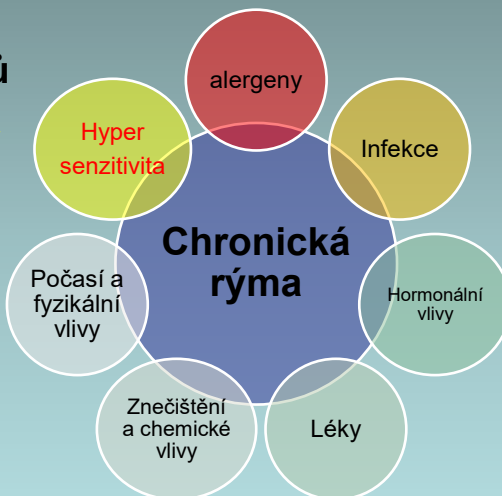 ů
alergeny
Hyper
senzitivita
Infekce
Chronická
rýma
Počasí a
fyzikální
vlivy
Hormonální
vlivy
Znečištění
a chemické
vlivy
Léky